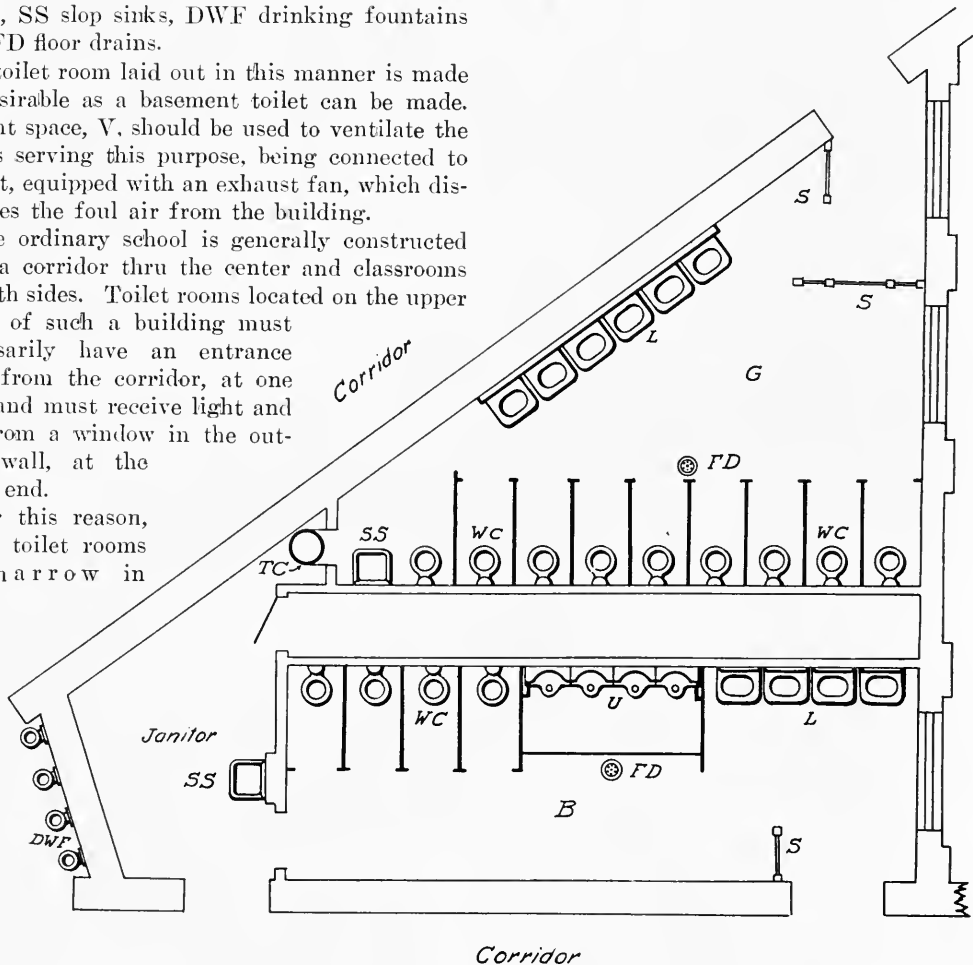 , SS slop sinks, DWF drinking fountains
FD floor drains.
toilet room laid out in this manner is made
sirable as a basement toilet can be made.
nt space, V, should be used to ventilate the
s serving this purpose, being connected to
t, equipped with an exhaust fan, which dis-
es the foul air from the building.
e ordinary school is generally constructed
a corridor thru the center and classrooms
th sides. Toilet rooms located on the upper
of such a building must
sarily have an entrance
from the corridor, at one
and must receive light and
rom a window in the out-
wall, at the
end.
r this reason,
toilet rooms
narrow in
S
S
Corridor
L
G
FD
SS
WC
WC
TC
WC
U
L
Janitor
SS
FD
B
DWF
S
Corridor